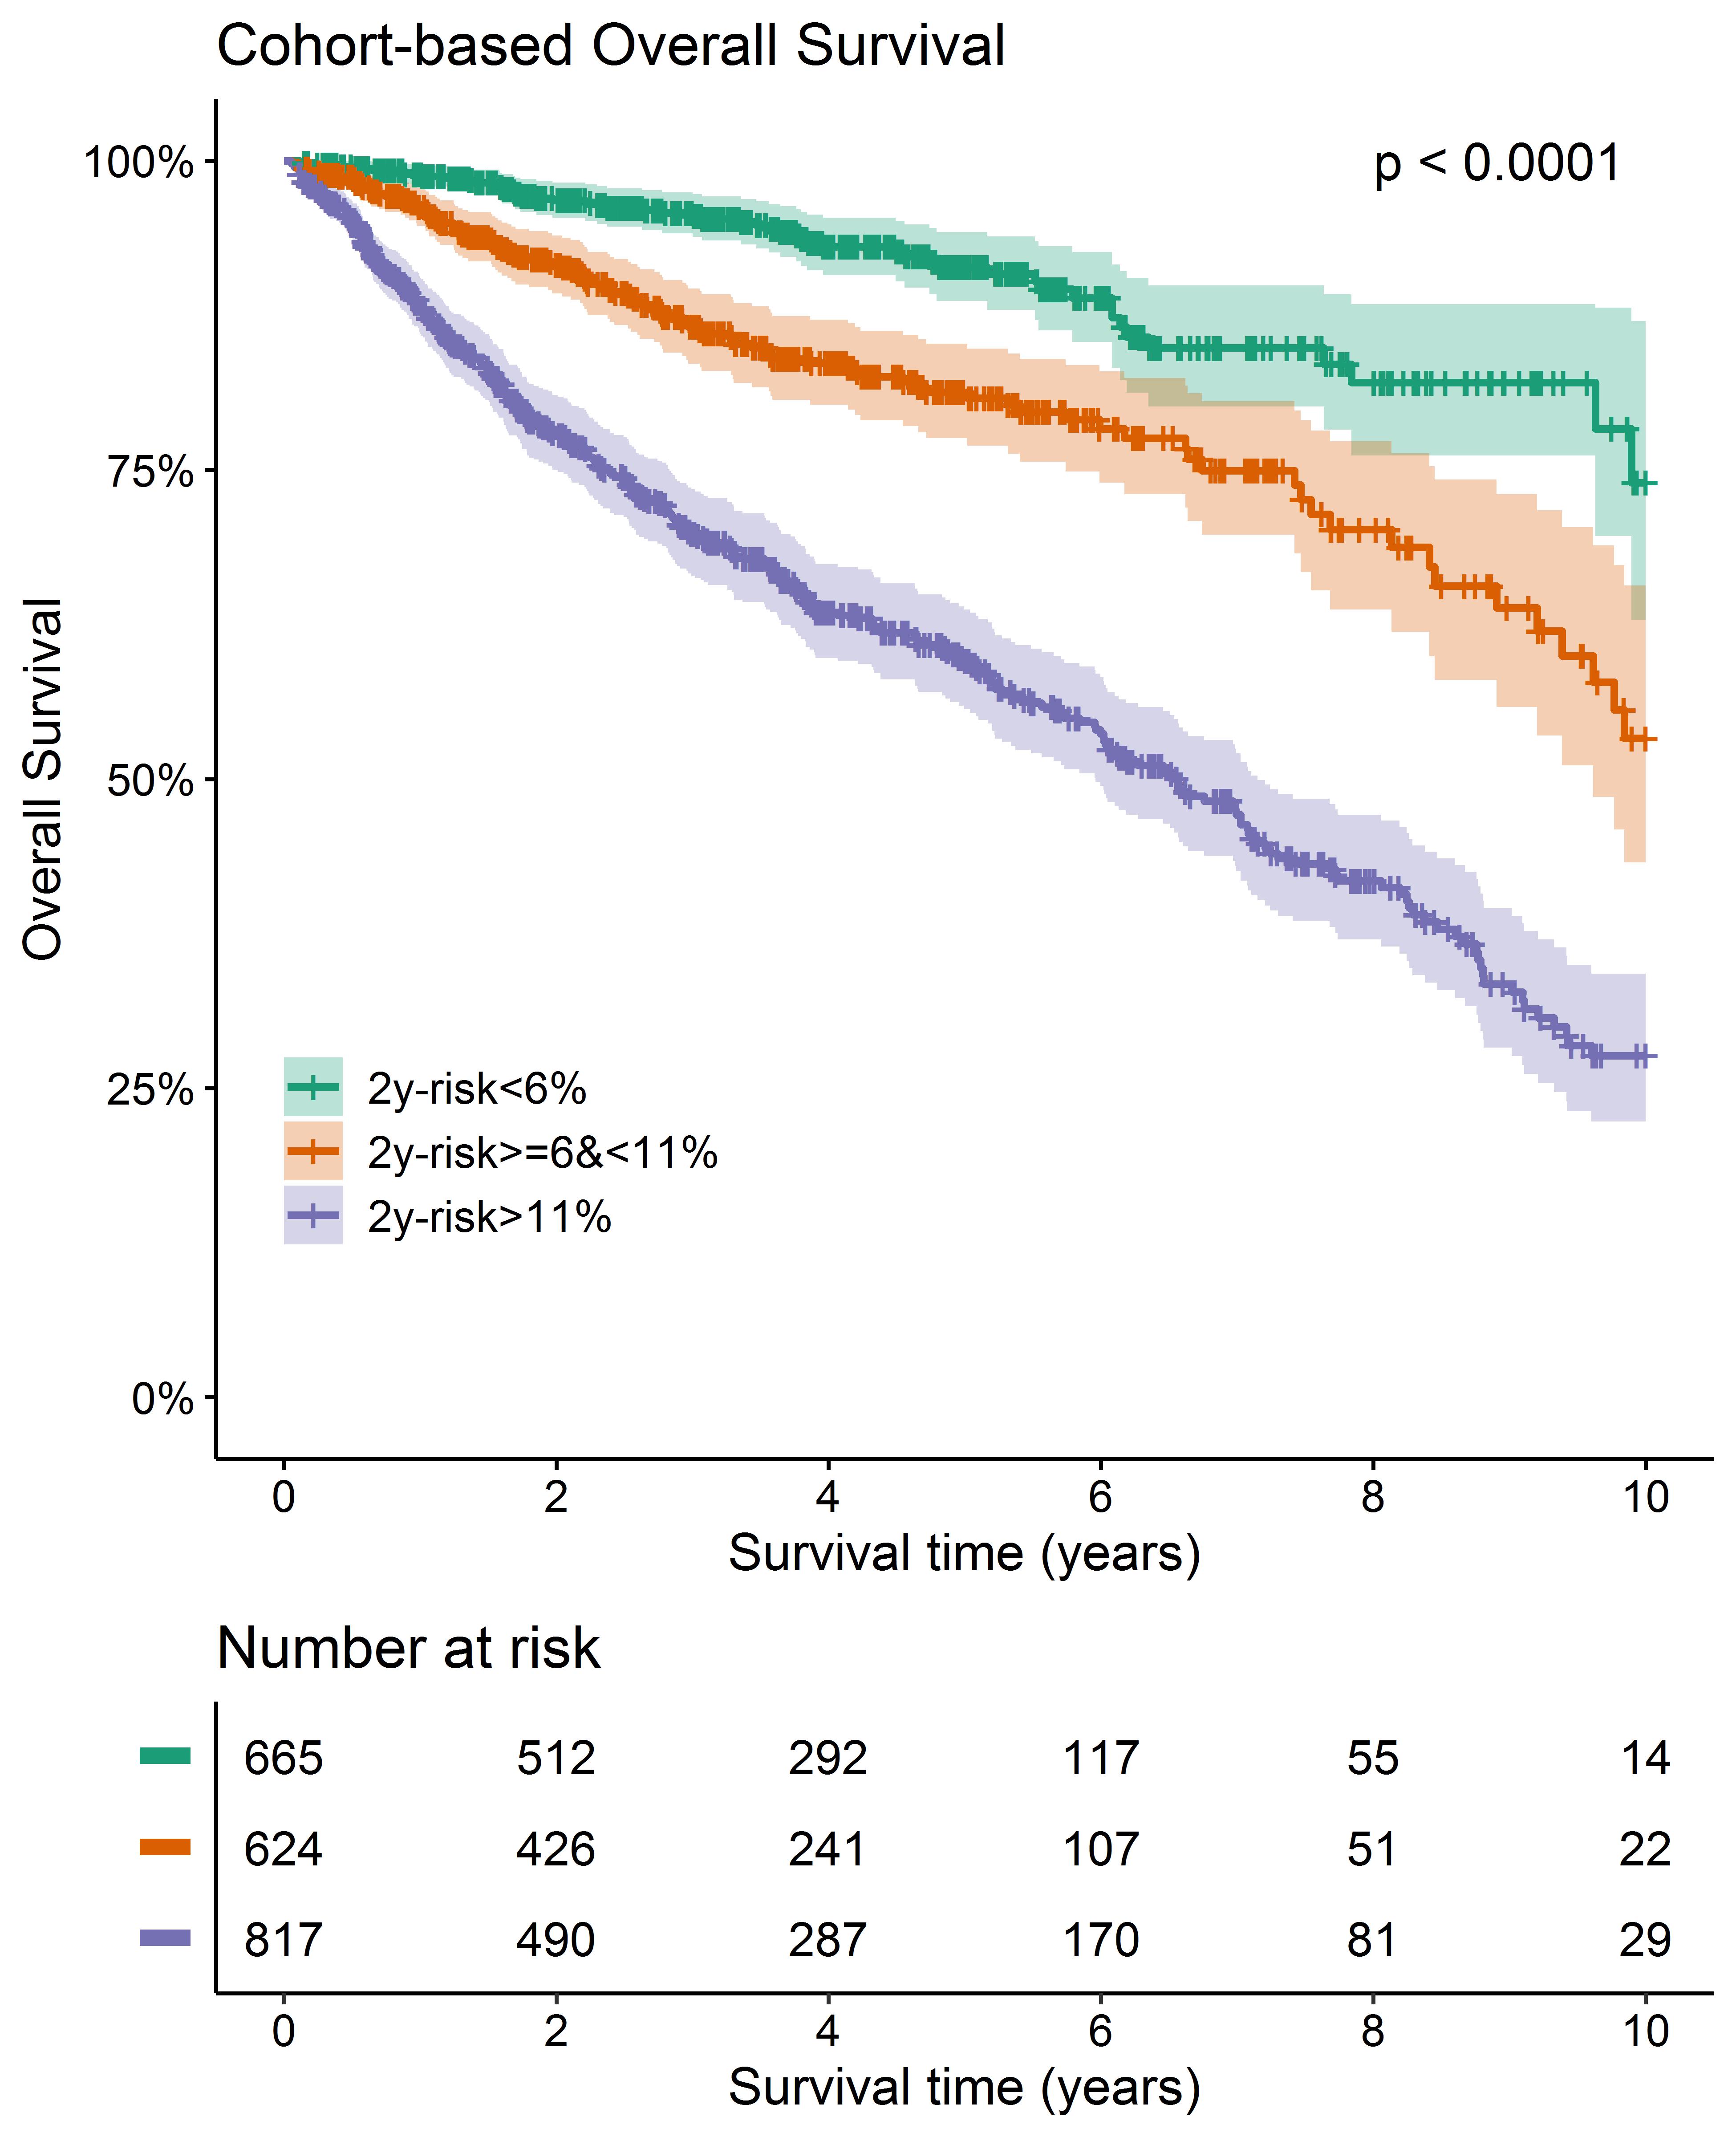 Cohort-based Overall Survival
p < 0.0001
100%
75%
50%
25%
0%
Overall Survival
2y-risk<6%
2y-risk>=6&<11%
2y-risk>11%
0 2 4 6 8 10
Survival time (years)
Number at risk
665 512 292 117 55 14
624 426 241 107 51 22
817 490 287 170 81 29
0 2 4 6 8 10
Survival time (years)